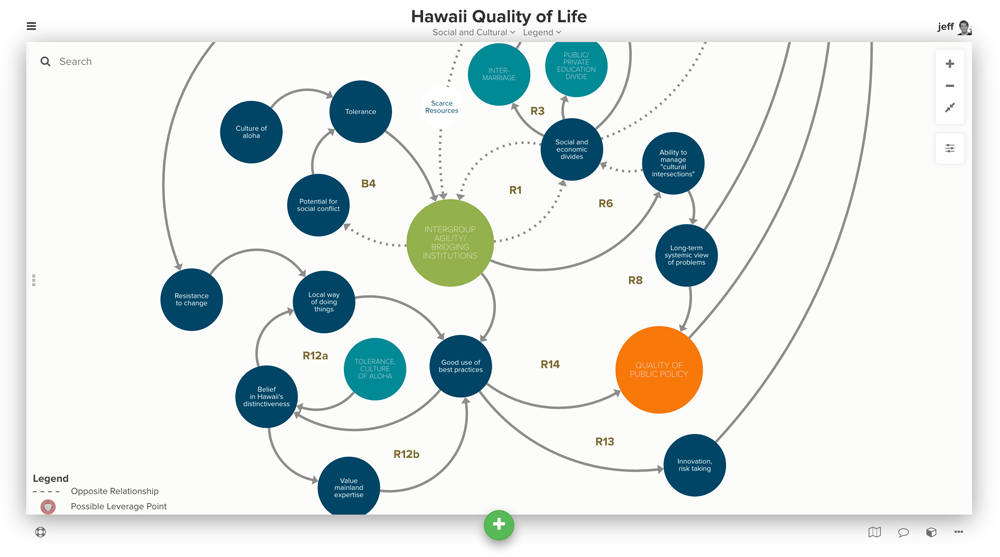 Hawaii Quality of Life
Social and Cultural
Legend
jeff
Search
INTER-
MARRIAGE
PUBLIC/
PRIVATE
EDUCATION
DIVIDE
Scarce
Resources
R3
Tolerance
Culture of
aloha
Social and
economic
divides
Ability to
manage
"cultural
intersections"
B4
R1
Potential for
social conflict
R6
INTERGROUP
AGILITY/
BRIDGING
INSTITUTIONS
Long-term
systemic view
of problems
R8
Resistance
to change
Local way
of doing
things
R12a
TOLERANCE,
CULTURE
OF ALOHA
Good use of
best practices
R14
QUALITY OF
PUBLIC POLICY
Belief
in Hawaii's
distinctiveness
R12b
R13
Innovation,
risk taking
Value
mainland
expertise
Legend
Opposite Relationship
Possible Leverage Point